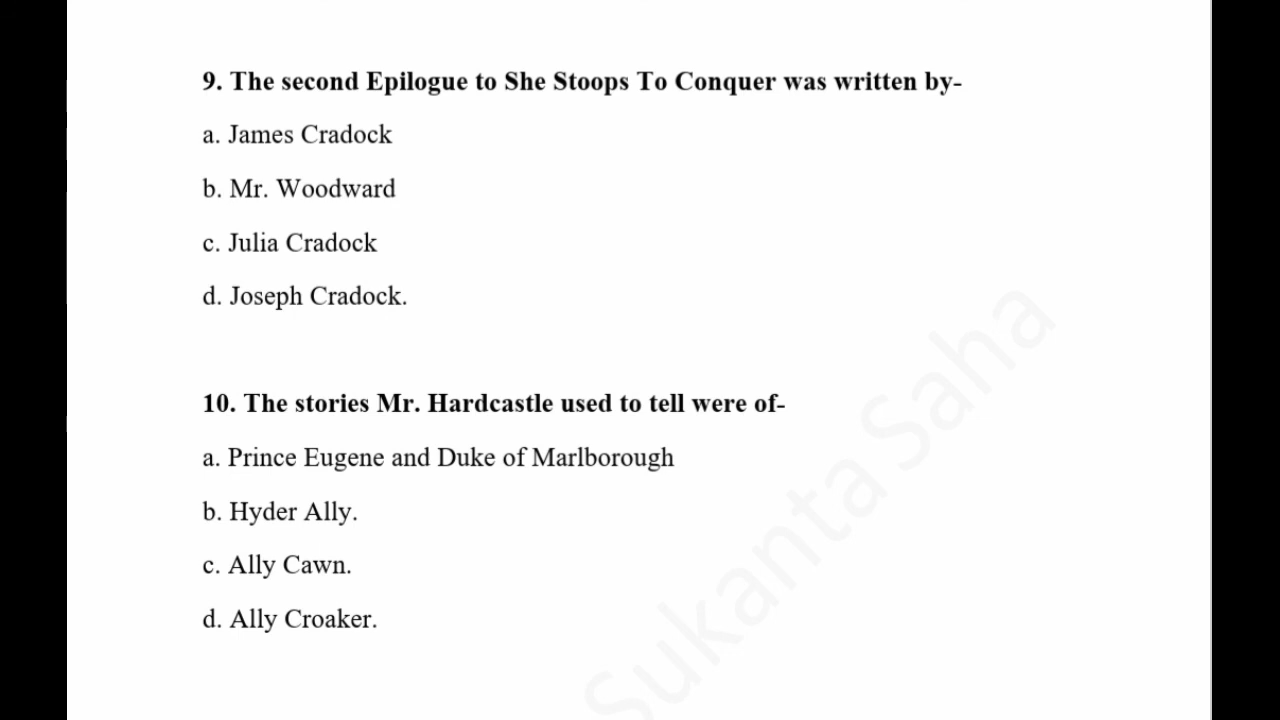 9. The second Epilogue to She Stoops To Conquer was written by-
a. James Cradock
b. Mr. Woodward
c. Julia Cradock
d. Joseph Cradock.
10. The stories Mr. Hardcastle used to tell were of-
a. Prince Eugene and Duke of Marlborough
b. Hyder Ally.
c. Ally Cawn.
d. Ally Croaker.
Sukanta Saha